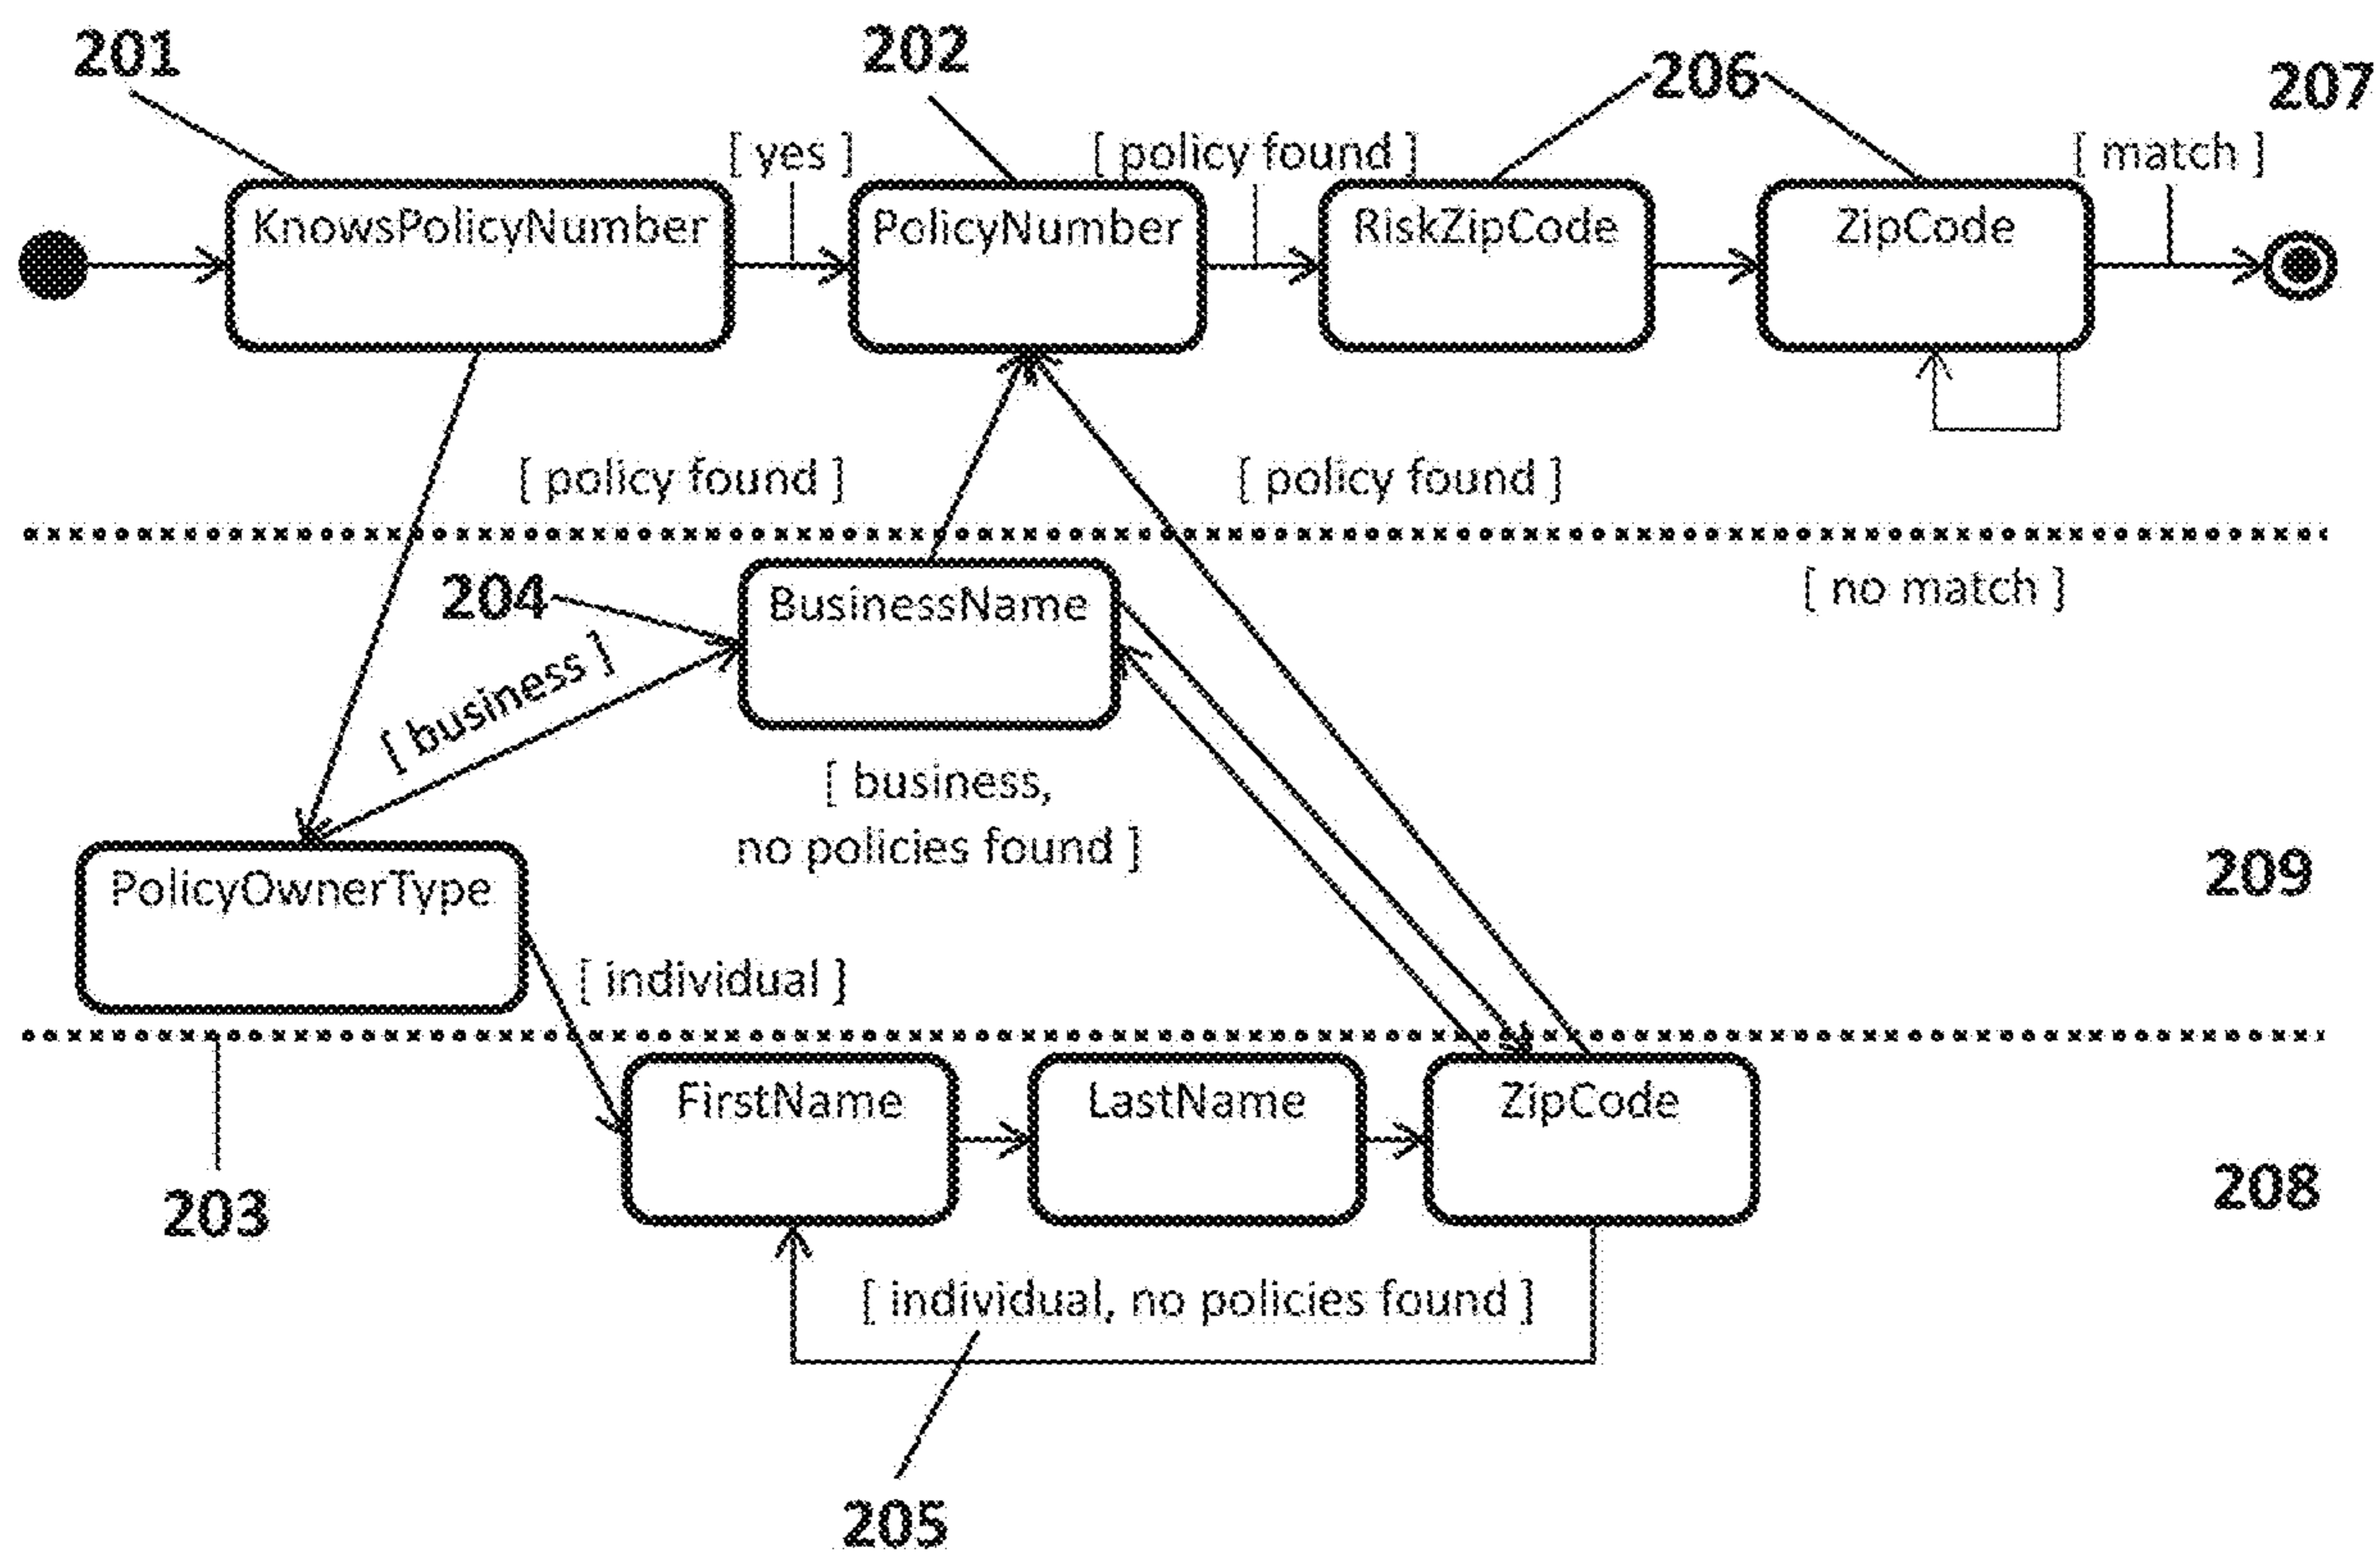 201
202
206
207
[ yes ]
[ policy found ]
[ match ]
KnowsPolicyNumber
PolicyNumber
RiskZipCode
ZipCode
[ policy found ]
[ policy found ]
204
BusinessName
[ no match ]
[ business ]
[ business,
no policies found ]
PolicyOwnerType
209
[ individual ]
FirstName
LastName
ZipCode
203
208
[ individual, no policies found ]
205